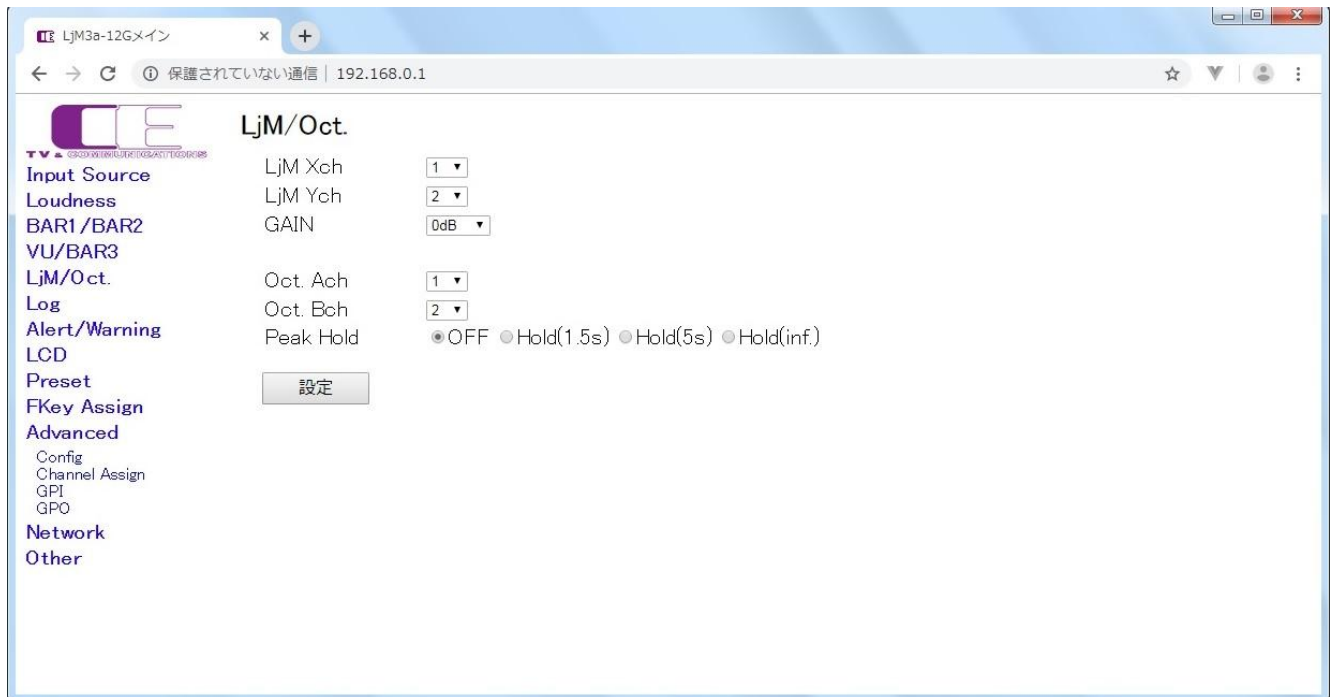 LjM3a-12Gメイン
保護されていない通信 | 192.168.0.1
TV & COMMUNICATIONS
Input Source
Loudness
BAR1/BAR2
VU/BAR3
LjM/Oct.
Log
Alert/Warning
LCD
Preset
FKey Assign
Advanced
Config
Channel Assign
GPI
GPO
Network
Other
LjM/Oct.
LjM Xch 1
LjM Ych 2
GAIN 0dB
Oct. Ach 1
Oct. Bch 2
Peak Hold OFF Hold(1.5s) Hold(5s) Hold(inf.)
設定